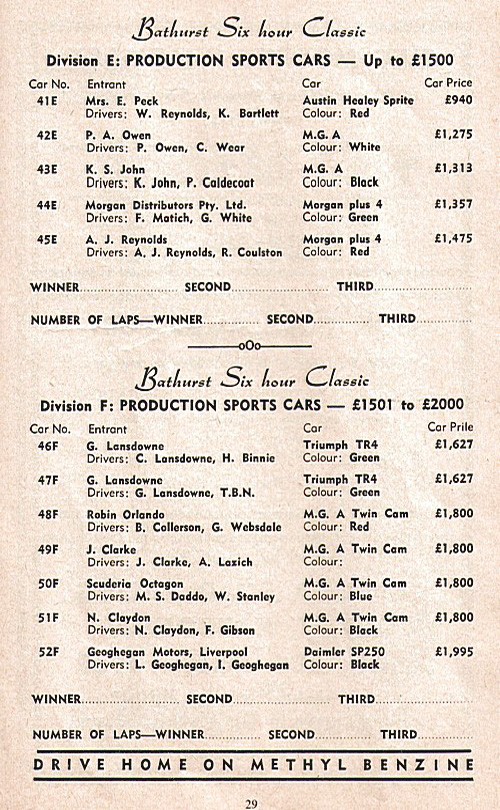 Bathurst Six hour Classic
Division E: PRODUCTION SPORTS CARS — Up to £1500
Car No. Entrant Car Car Price
41E Mrs. E. Peck Austin Healey Sprite £940
Drivers: W. Reynolds, K. Bartlett Colour: Red
42E P. A. Owen M.G. A £1,275
Drivers: P. Owen, C. Wear Colour: White
43E K. S. John M.G. A £1,313
Drivers: K. John, P. Caldecoat Colour: Black
44E Morgan Distributors Pty. Ltd. Morgan plus 4 £1,357
Drivers: F. Matich, G. White Colour: Green
45E A. J. Reynolds Morgan plus 4 £1,475
Drivers: A. J. Reynolds, R. Coulston Colour: Red
WINNER.................... SECOND.................... THIRD....................
NUMBER OF LAPS—WINNER............ SECOND............ THIRD............
oOo
Bathurst Six hour Classic
Division F: PRODUCTION SPORTS CARS — £1501 to £2000
Car No. Entrant Car Car Prile
46F G. Lansdowne Triumph TR4 £1,627
Drivers: C. Lansdowne, H. Binnie Colour: Green
47F G. Lansdowne Triumph TR4 £1,627
Drivers: G. Lansdowne, T.B.N. Colour: Green
48F Robin Orlando M.G. A Twin Cam £1,800
Drivers: B. Collerson, G. Websdale Colour: Red
49F J. Clarke M.G. A Twin Cam £1,800
Drivers: J. Clarke, A. Lazich Colour:
50F Scuderia Octagon M.G. A Twin Cam £1,800
Drivers: M. S. Daddo, W. Stanley Colour: Blue
51F N. Claydon M.G. A Twin Cam £1,800
Drivers: N. Claydon, F. Gibson Colour: Black
52F Geoghegan Motors, Liverpool Daimler SP250 £1,995
Drivers: L. Geoghegan, I. Geoghegan Colour: Black
WINNER.................... SECOND.................... THIRD....................
NUMBER OF LAPS—WINNER............ SECOND............ THIRD............
DRIVE HOME ON METHYL BENZINE
29